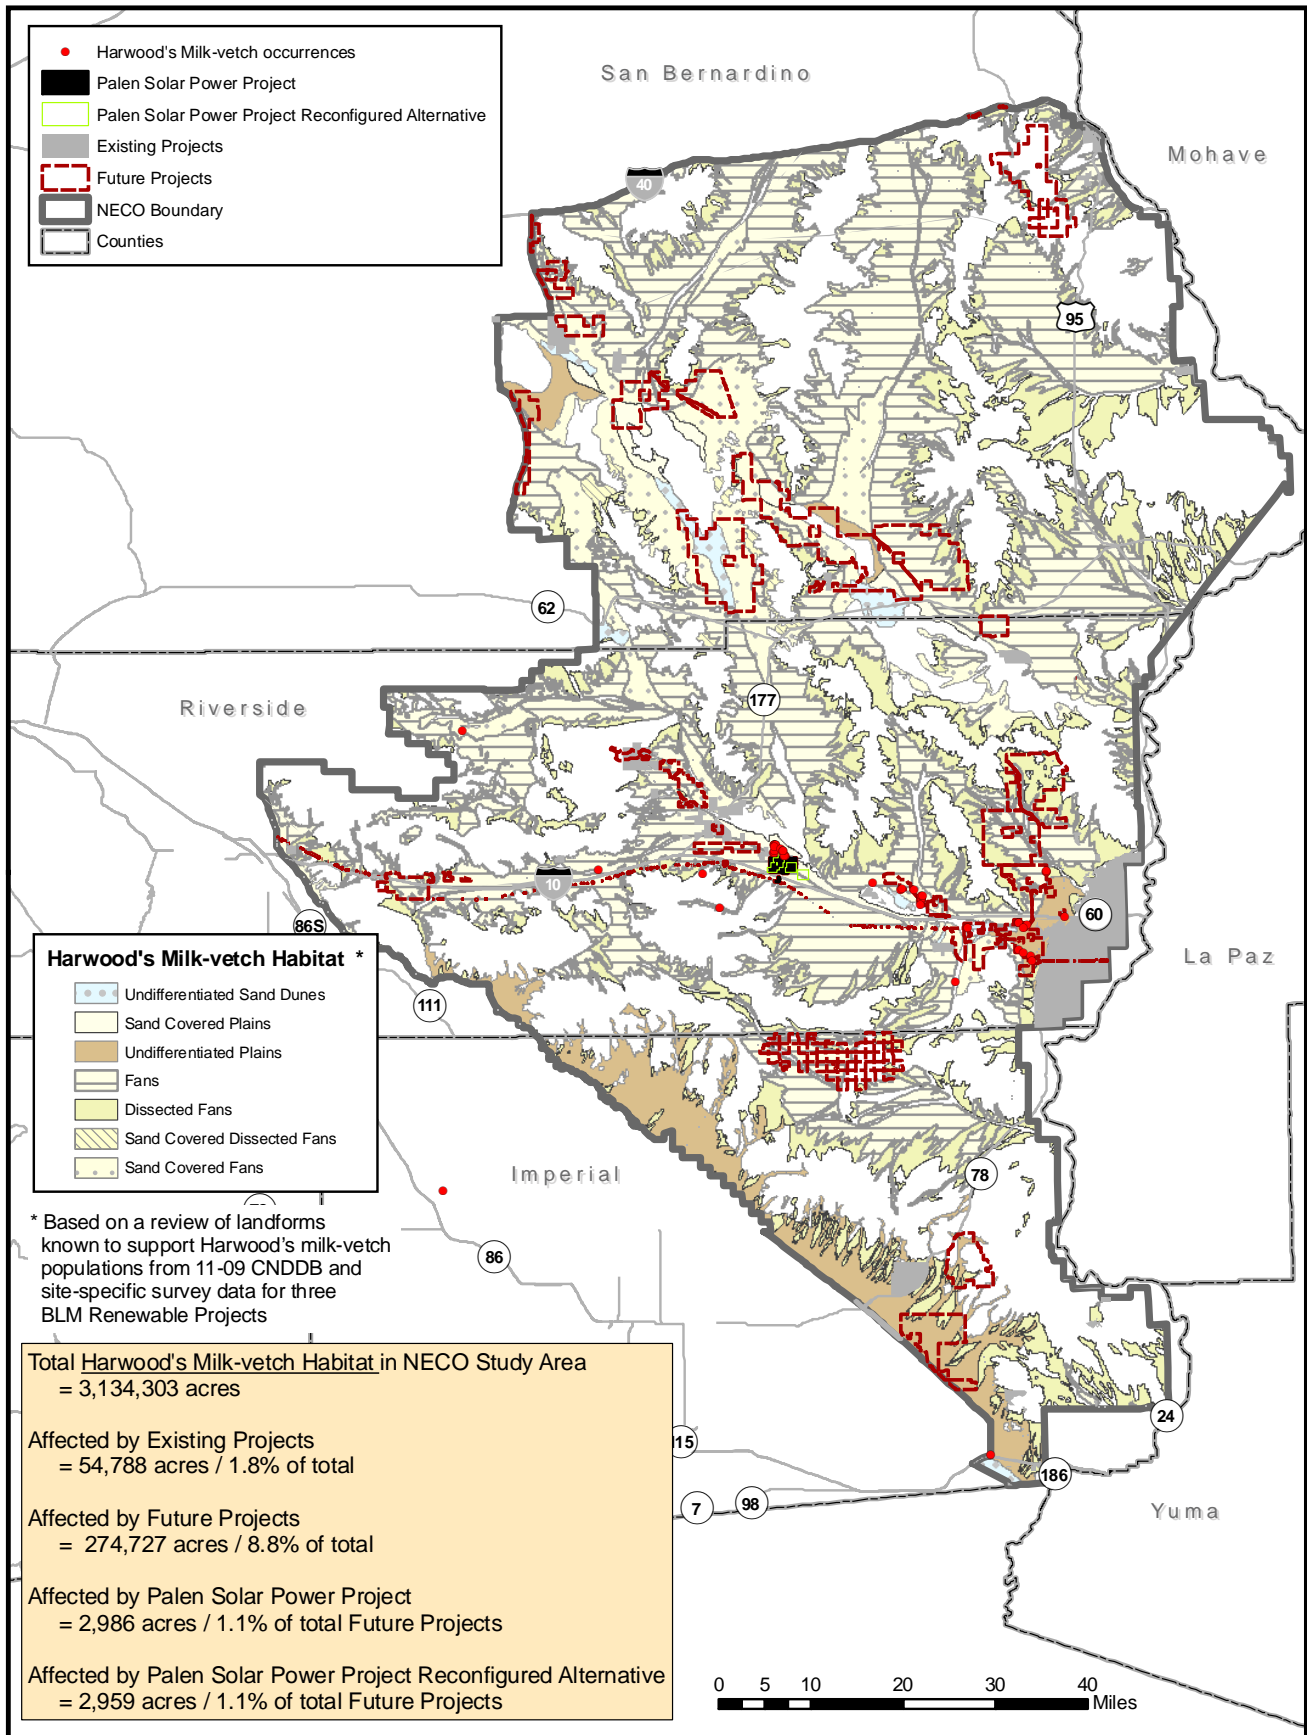 Harwood's Milk-vetch occurrences
Palen Solar Power Project
Palen Solar Power Project Reconfigured Alternative
Existing Projects
Future Projects
NECO Boundary
Counties
San Bernardino
Mohave
40
95
62
177
Riverside
10
60
86S
La Paz
111
Harwood's Milk-vetch Habitat *
Undifferentiated Sand Dunes
Sand Covered Plains
Undifferentiated Plains
Fans
Dissected Fans
Sand Covered Dissected Fans
Sand Covered Fans
Imperial
78
86
* Based on a review of landforms
known to support Harwood's milk-vetch
populations from 11-09 CNDDB and
site-specific survey data for three
BLM Renewable Projects
Total Harwood's Milk-vetch Habitat in NECO Study Area
= 3,134,303 acres
Affected by Existing Projects
= 54,788 acres / 1.8% of total
Affected by Future Projects
= 274,727 acres / 8.8% of total
Affected by Palen Solar Power Project
= 2,986 acres / 1.1% of total Future Projects
Affected by Palen Solar Power Project Reconfigured Alternative
= 2,959 acres / 1.1% of total Future Projects
24
115
186
7
98
Yuma
0 5 10 20 30 40
Miles